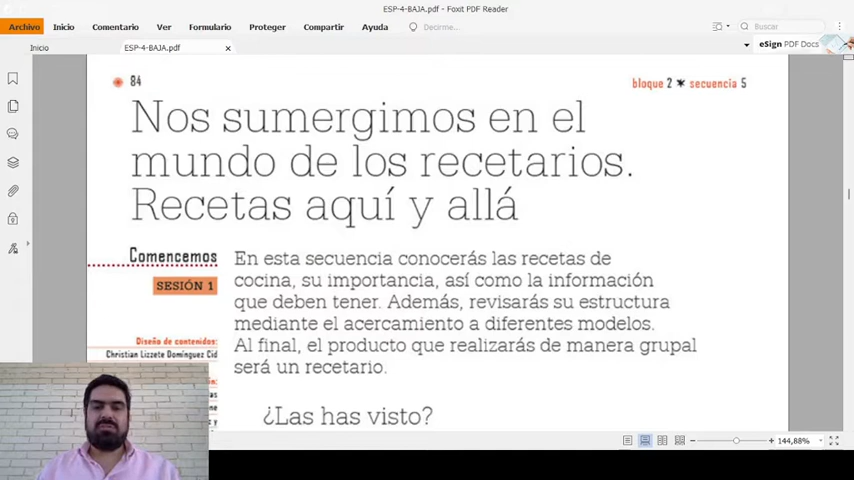 ESP-4-BAJA.pdf - Foxit PDF Reader
Archivo Inicio Comentario Ver Formulario Proteger Compartir Ayuda Decirme... Buscar
Inicio ESP-4-BAJA.pdf eSign PDF Docs
84 bloque 2 secuencia 5
Nos sumergimos en el
mundo de los recetarios.
Recetas aquí y allá
Comencemos
SESIÓN 1
En esta secuencia conocerás las recetas de
cocina, su importancia, así como la información
que deben tener. Además, revisarás su estructura
mediante el acercamiento a diferentes modelos.
Al final, el producto que realizarás de manera grupal
será un recetario.
Diseño de contenidos:
Christian Lizzete Domínguez Cid
¿Las has visto?
144,88%